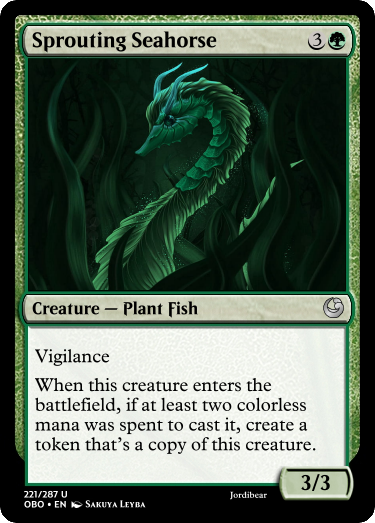 Sprouting Seahorse 3
Creature — Plant Fish
Vigilance
When this creature enters the
battlefield, if at least two colorless
mana was spent to cast it, create a
token that's a copy of this creature.
3/3
221/287 U
OBO • EN Sakuya Leyba
Jordibear